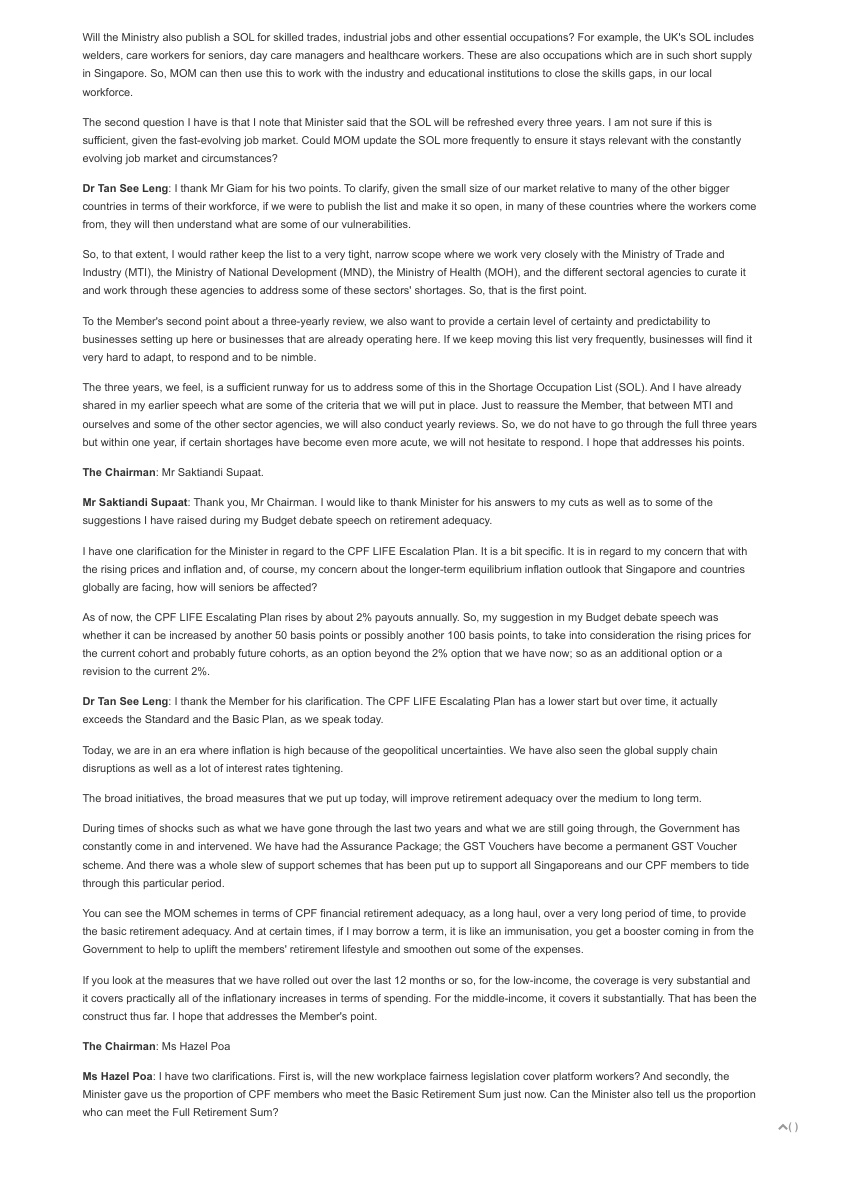 Will the Ministry also publish a SOL for skilled trades, industrial jobs and other essential occupations? For example, the UK's SOL includes
welders, care workers for seniors, day care managers and healthcare workers. These are also occupations which are in such short supply
in Singapore. So, MOM can then use this to work with the industry and educational institutions to close the skills gaps, in our local
workforce.
The second question I have is that I note that Minister said that the SOL will be refreshed every three years. I am not sure if this is
sufficient, given the fast-evolving job market. Could MOM update the SOL more frequently to ensure it stays relevant with the constantly
evolving job market and circumstances?
Dr Tan See Leng: I thank Mr Giam for his two points. To clarify, given the small size of our market relative to many of the other bigger
countries in terms of their workforce, if we were to publish the list and make it so open, in many of these countries where the workers come
from, they will then understand what are some of our vulnerabilities.
So, to that extent, I would rather keep the list to a very tight, narrow scope where we work very closely with the Ministry of Trade and
Industry (MTI), the Ministry of National Development (MND), the Ministry of Health (MOH), and the different sectoral agencies to curate it
and work through these agencies to address some of these sectors' shortages. So, that is the first point.
To the Member's second point about a three-yearly review, we also want to provide a certain level of certainty and predictability to
businesses setting up here or businesses that are already operating here. If we keep moving this list very frequently, businesses will find it
very hard to adapt, to respond and to be nimble.
The three years, we feel, is a sufficient runway for us to address some of this in the Shortage Occupation List (SOL). And I have already
shared in my earlier speech what are some of the criteria that we will put in place. Just to reassure the Member, that between MTI and
ourselves and some of the other sector agencies, we will also conduct yearly reviews. So, we do not have to go through the full three years
but within one year, if certain shortages have become even more acute, we will not hesitate to respond. I hope that addresses his points.
The Chairman: Mr Saktiandi Supaat.
Mr Saktiandi Supaat: Thank you, Mr Chairman. I would like to thank Minister for his answers to my cuts as well as to some of the
suggestions I have raised during my Budget debate speech on retirement adequacy.
I have one clarification for the Minister in regard to the CPF LIFE Escalation Plan. It is a bit specific. It is in regard to my concern that with
the rising prices and inflation and, of course, my concern about the longer-term equilibrium inflation outlook that Singapore and countries
globally are facing, how will seniors be affected?
As of now, the CPF LIFE Escalating Plan rises by about 2% payouts annually. So, my suggestion in my Budget debate speech was
whether it can be increased by another 50 basis points or possibly another 100 basis points, to take into consideration the rising prices for
the current cohort and probably future cohorts, as an option beyond the 2% option that we have now; so as an additional option or a
revision to the current 2%.
Dr Tan See Leng: I thank the Member for his clarification. The CPF LIFE Escalating Plan has a lower start but over time, it actually
exceeds the Standard and the Basic Plan, as we speak today.
Today, we are in an era where inflation is high because of the geopolitical uncertainties. We have also seen the global supply chain
disruptions as well as a lot of interest rates tightening.
The broad initiatives, the broad measures that we put up today, will improve retirement adequacy over the medium to long term.
During times of shocks such as what we have gone through the last two years and what we are still going through, the Government has
constantly come in and intervened. We have had the Assurance Package; the GST Vouchers have become a permanent GST Voucher
scheme. And there was a whole slew of support schemes that has been put up to support all Singaporeans and our CPF members to tide
through this particular period.
You can see the MOM schemes in terms of CPF financial retirement adequacy, as a long haul, over a very long period of time, to provide
the basic retirement adequacy. And at certain times, if I may borrow a term, it is like an immunisation, you get a booster coming in from the
Government to help to uplift the members' retirement lifestyle and smoothen out some of the expenses.
If you look at the measures that we have rolled out over the last 12 months or so, for the low-income, the coverage is very substantial and
it covers practically all of the inflationary increases in terms of spending. For the middle-income, it covers it substantially. That has been the
construct thus far. I hope that addresses the Member's point.
The Chairman: Ms Hazel Poa
Ms Hazel Poa: I have two clarifications. First is, will the new workplace fairness legislation cover platform workers? And secondly, the
Minister gave us the proportion of CPF members who meet the Basic Retirement Sum just now. Can the Minister also tell us the proportion
who can meet the Full Retirement Sum?
( )